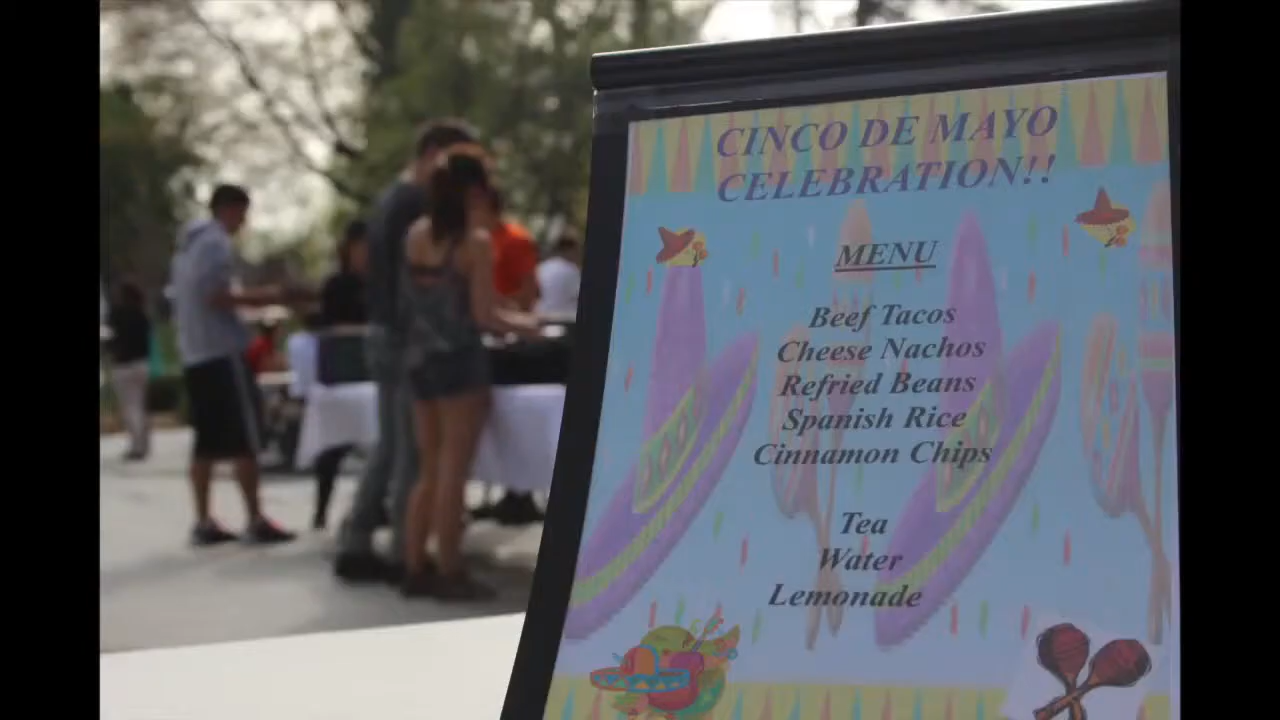 CINCO DE MAYO
CELEBRATION!!
MENU
Beef Tacos
Cheese Nachos
Refried Beans
Spanish Rice
Cinnamon Chips
Tea
Water
Lemonade